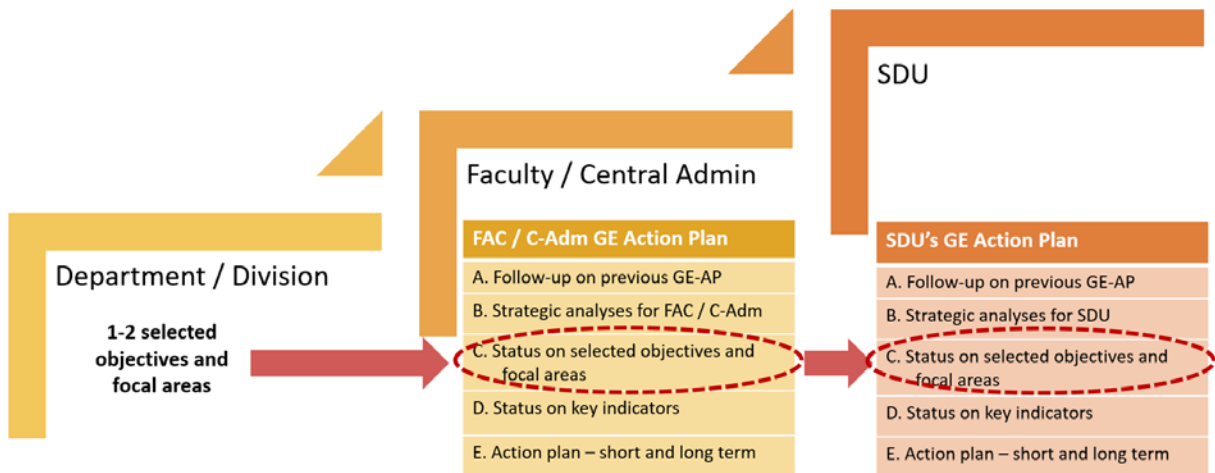 Department / Division
1-2 selected
objectives and
focal areas
Faculty / Central Admin
FAC / C-Adm GE Action Plan
A. Follow-up on previous GE-AP
B. Strategic analyses for FAC / C-Adm
C. Status on selected objectives and
focal areas
D. Status on key indicators
E. Action plan – short and long term
SDU
SDU's GE Action Plan
A. Follow-up on previous GE-AP
B. Strategic analyses for SDU
C. Status on selected objectives and
focal areas
D. Status on key indicators
E. Action plan – short and long term